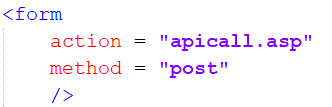 <form
action = "apicall.asp"
method = "post"
/>